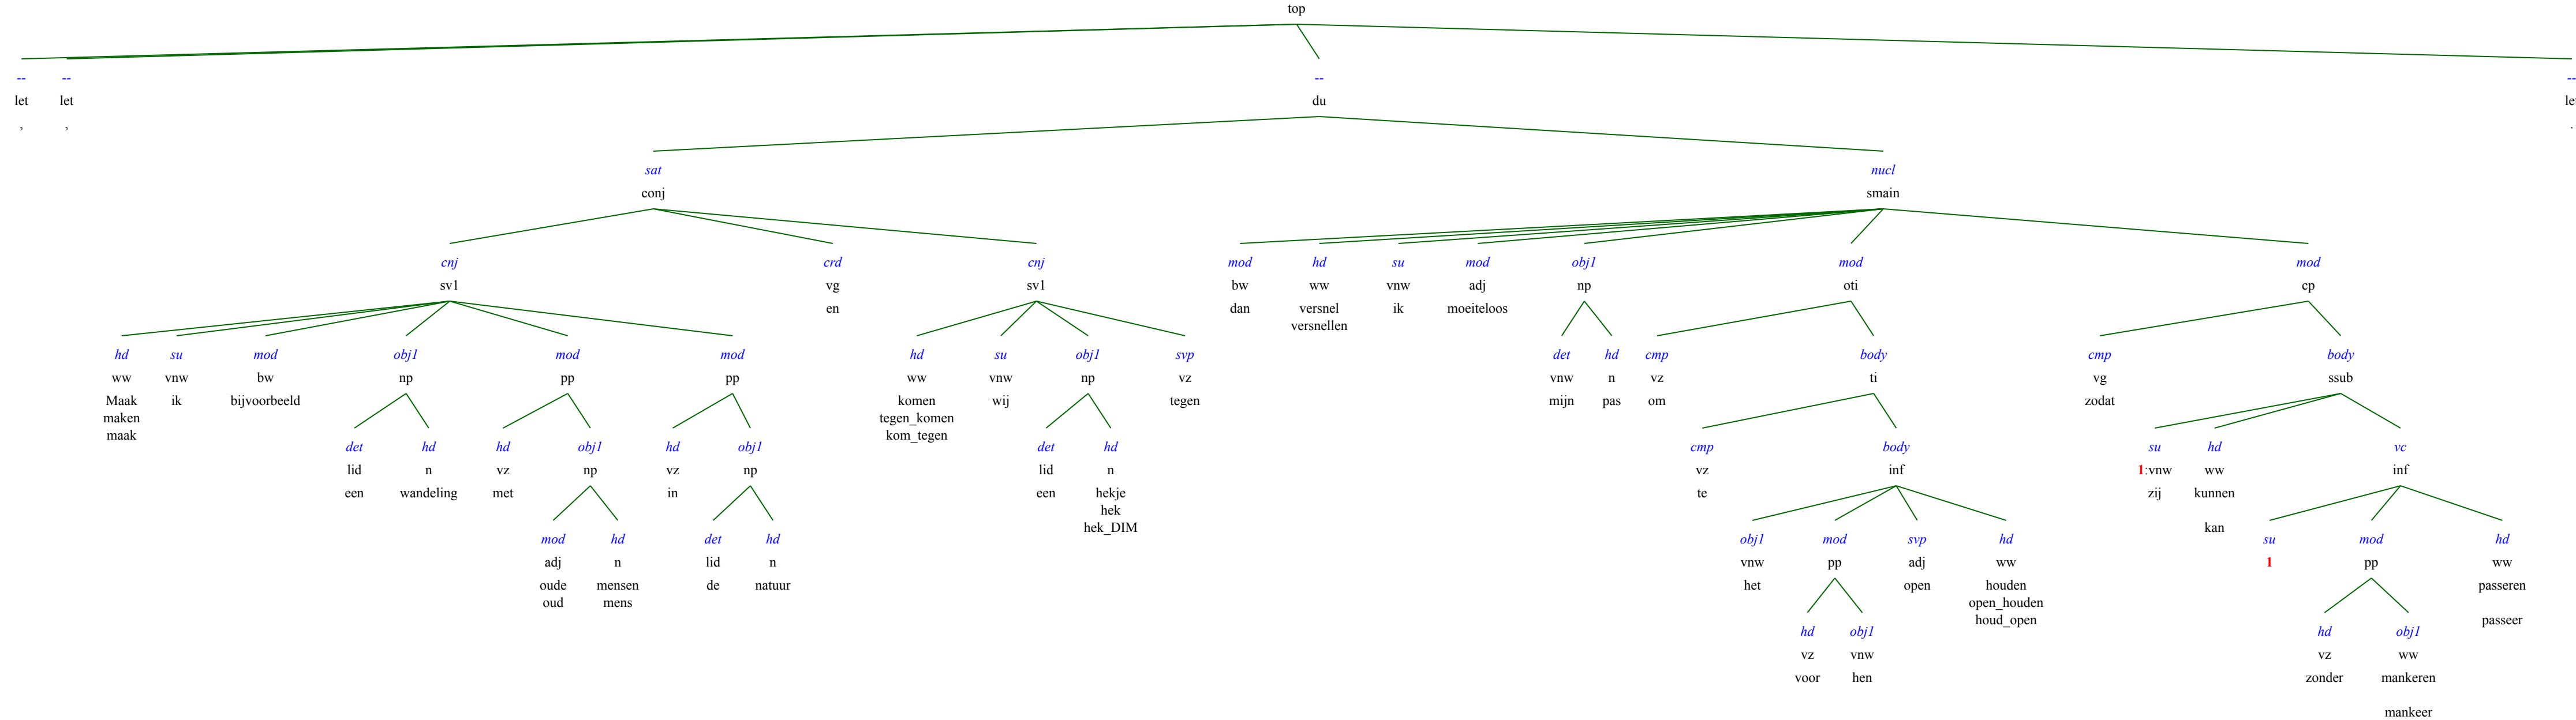 top
-- -- -- --
let let du le
, , .
sat nucl
conj smain
cnj crd cnj mod hd su mod obj1 mod mod
sv1 vg sv1 bw ww vnw adj np oti cp
en dan versnel ik moeiteloos
versnellen
hd su mod obj1 mod mod hd su obj1 svp det hd cmp body cmp body
ww vnw bw np pp pp ww vnw np vz vnw n vz ti vg ssub
Maak ik bijvoorbeeld komen wij tegen mijn pas om zodat
maken tegen_komen
maak kom_tegen
det hd hd obj1 hd obj1 det hd cmp body su hd vc
lid n vz np vz np lid n vz inf 1:vnw ww inf
een wandeling met in een hekje te zij kunnen
hek
hek_DIM kan
mod hd det hd obj1 mod svp hd su mod hd
adj n lid n vnw pp adj ww 1 pp ww
oude mensen de natuur het open houden passeren
oud mens open_houden
houd_open passeer
hd obj1 hd obj1
vz vnw vz ww
voor hen zonder mankeren
mankeer